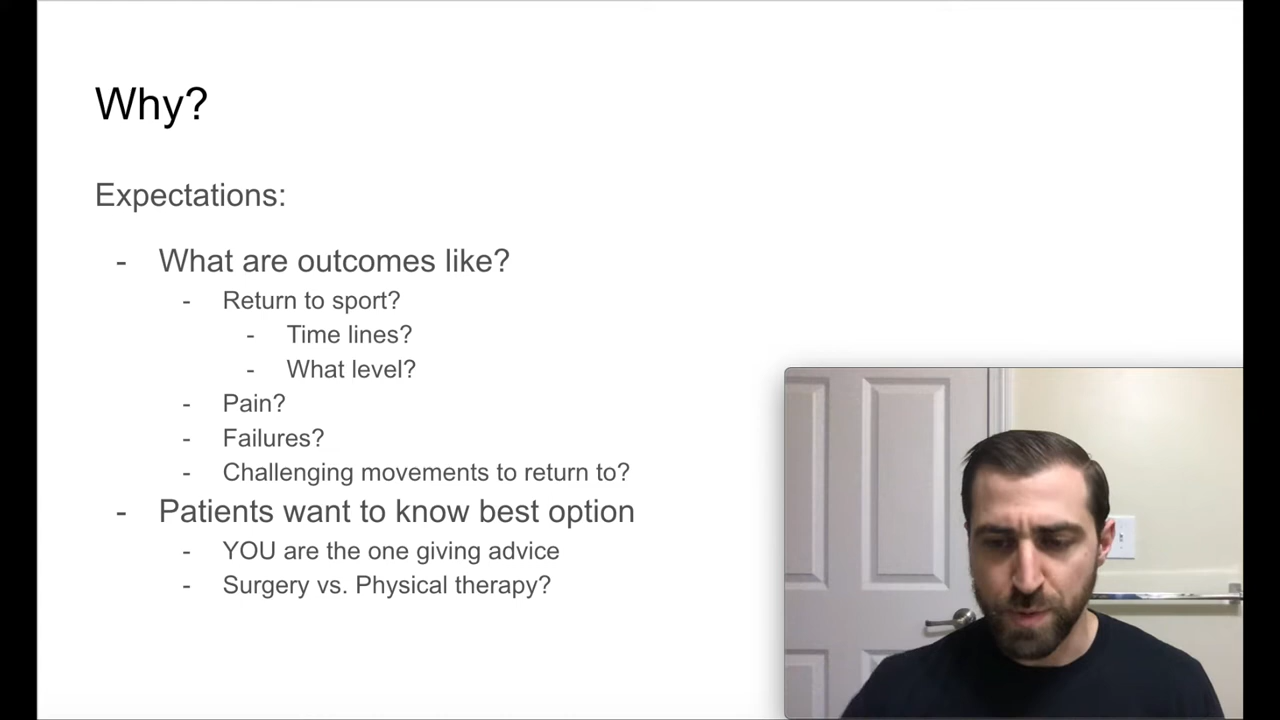 Why?
Expectations:
- What are outcomes like?
- Return to sport?
- Time lines?
- What level?
- Pain?
- Failures?
- Challenging movements to return to?
- Patients want to know best option
- YOU are the one giving advice
- Surgery vs. Physical therapy?